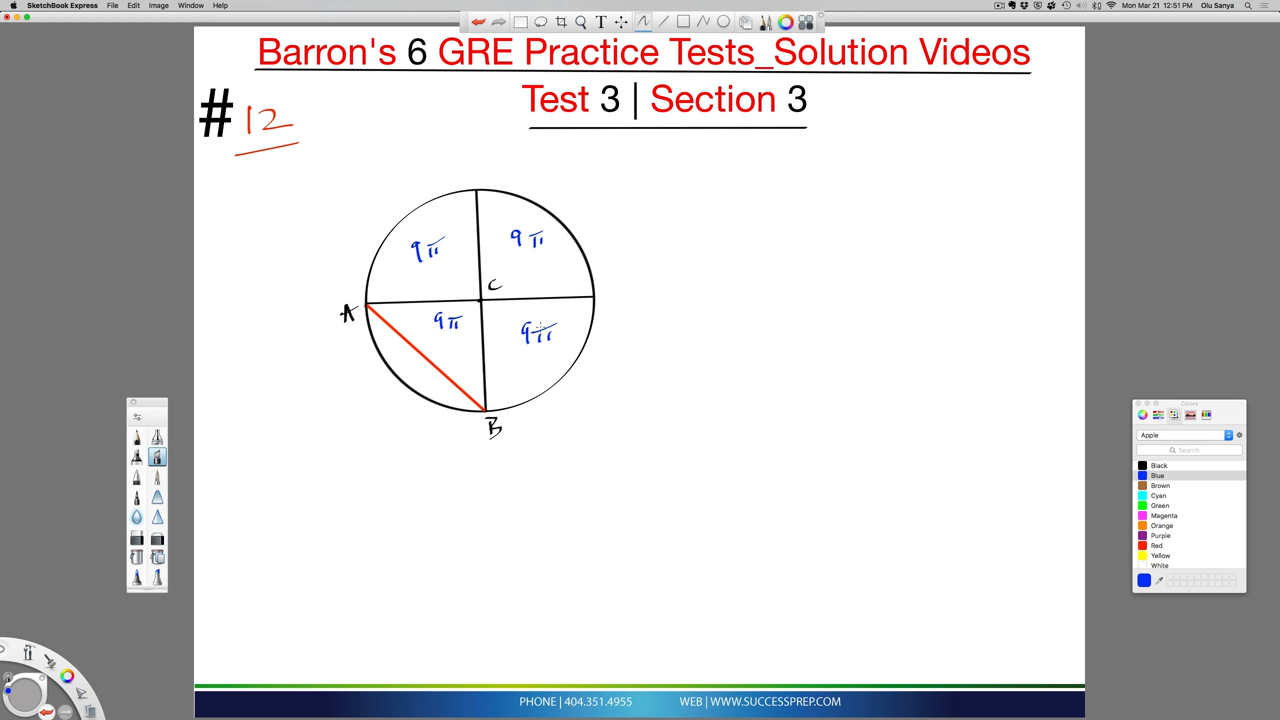 SketchBook Express File Edit Image Window Help
Mon Mar 21 12:51 PM Olu Sanya
Barron's 6 GRE Practice Tests_Solution Videos
Test 3 | Section 3
# 12
9π 9π
C
A
9π 9π
B
Colors
Apple
Search
Black
Blue
Brown
Cyan
Green
Magenta
Orange
Purple
Red
Yellow
White
PHONE | 404.351.4955 WEB | WWW.SUCCESSPREP.COM